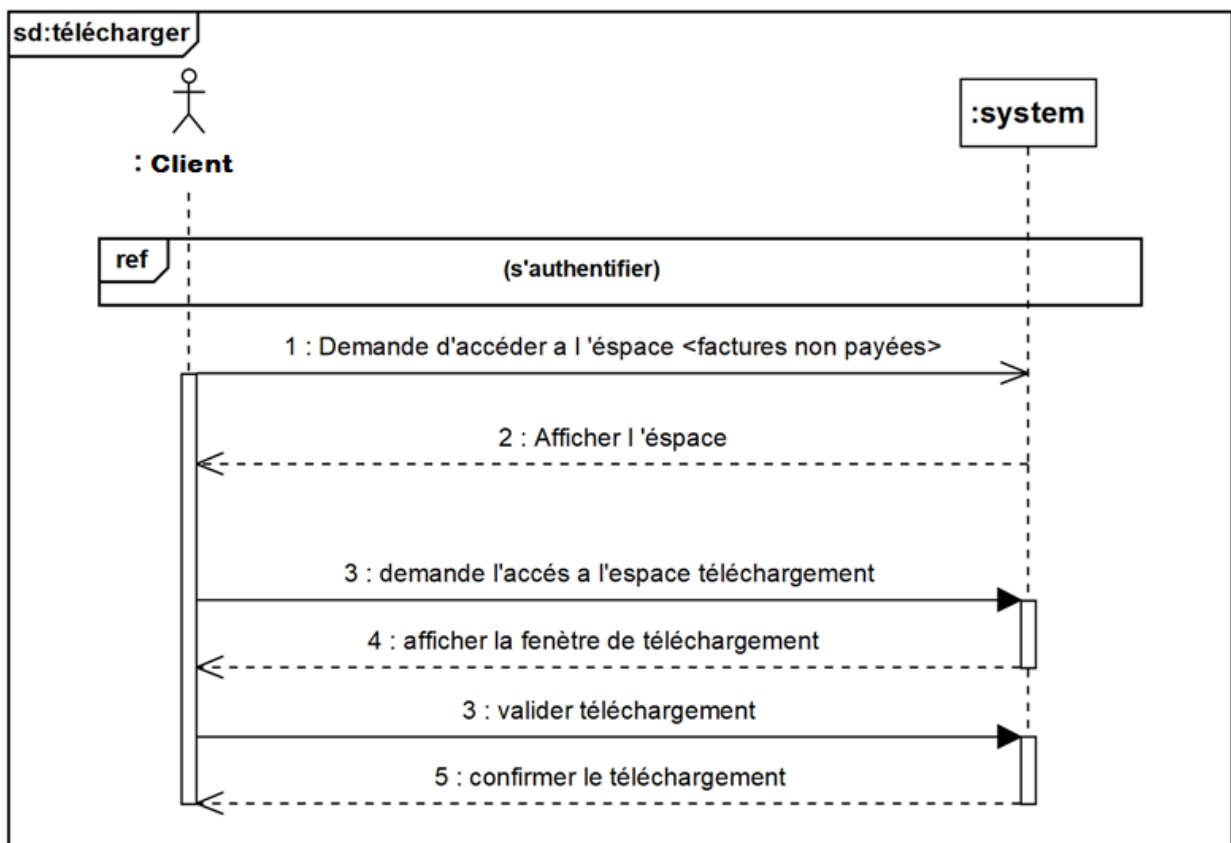 sd:télécharger
: Client
:system
ref
(s'authentifier)
1 : Demande d'accéder a l 'éspace <factures non payées>
2 : Afficher l 'éspace
3 : demande l'accés a l'espace téléchargement
4 : afficher la fenètre de téléchargement
3 : valider téléchargement
5 : confirmer le téléchargement